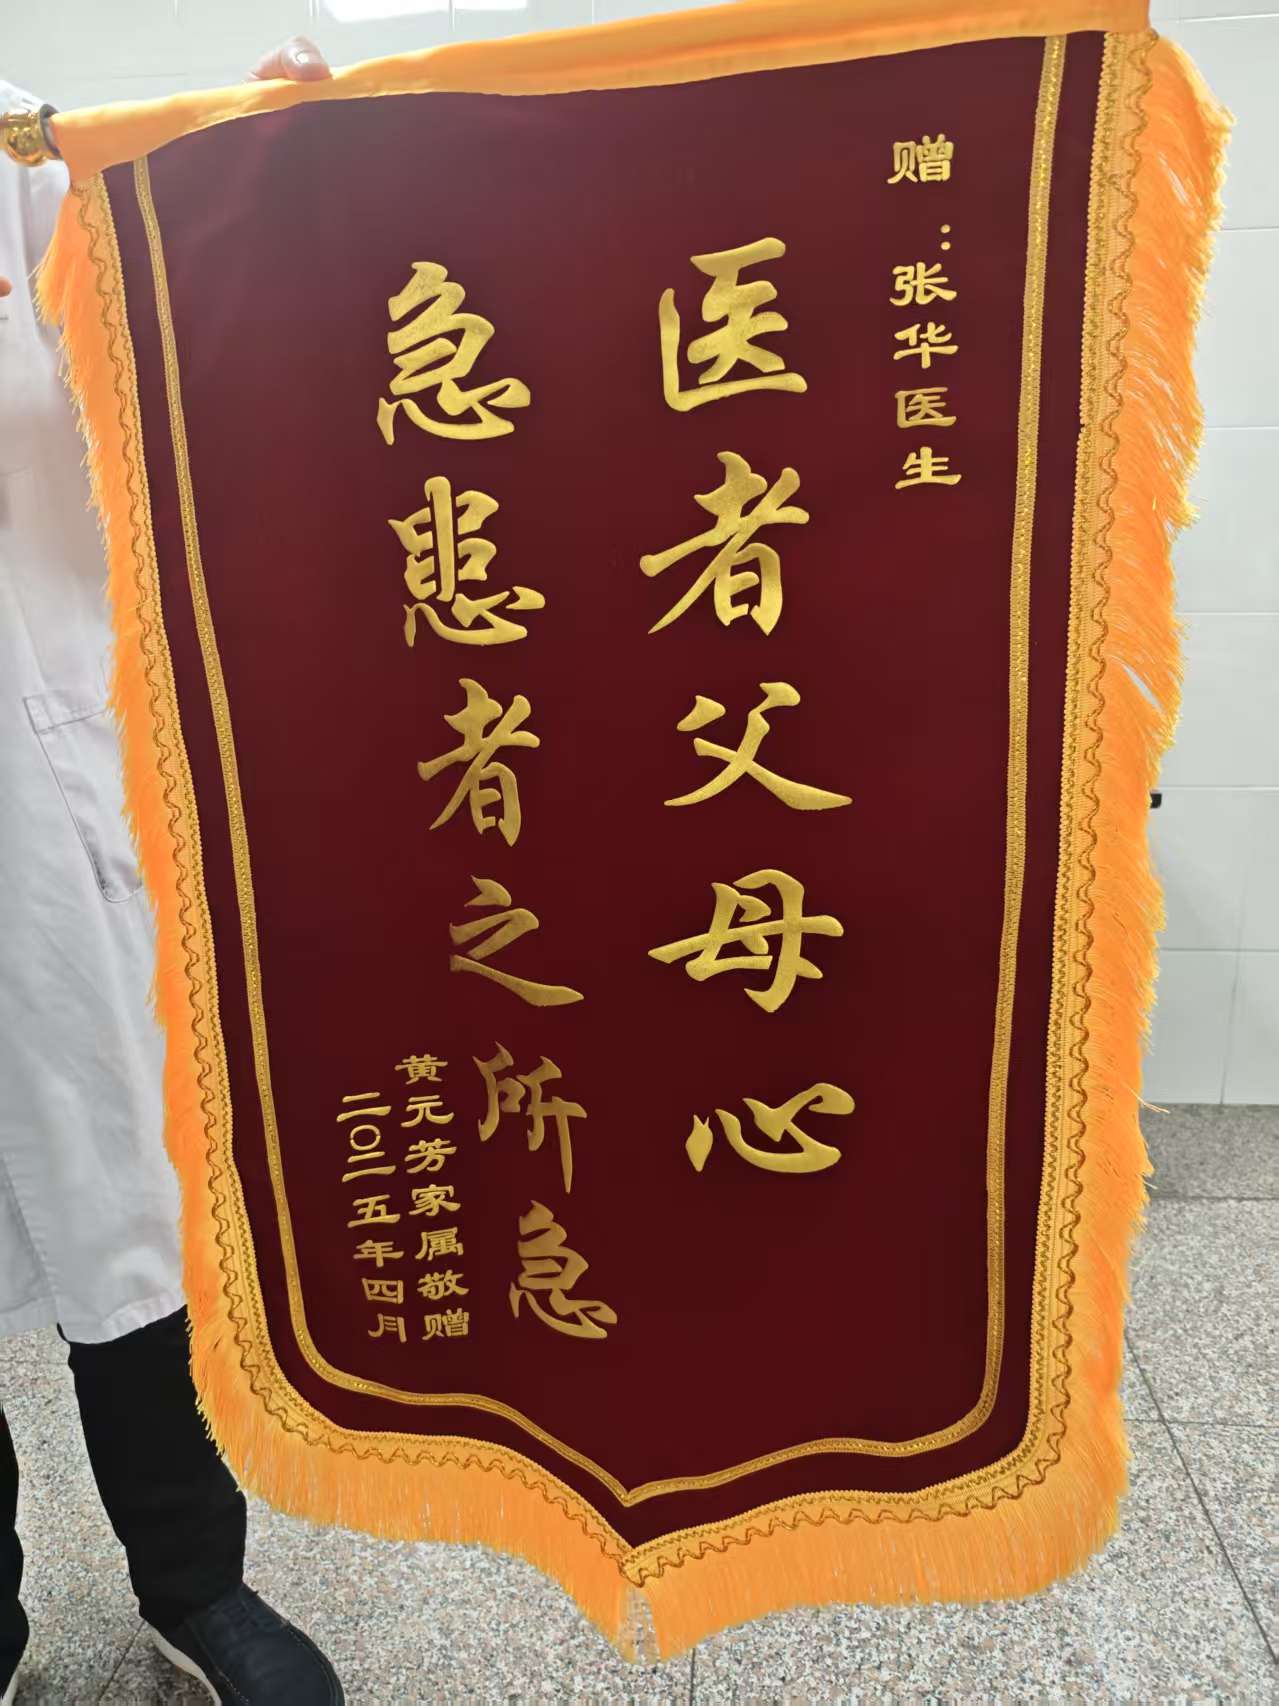 赠：张华医生
医者父母心
急患者之所急
黄元芳家属敬赠
二〇二五年四月